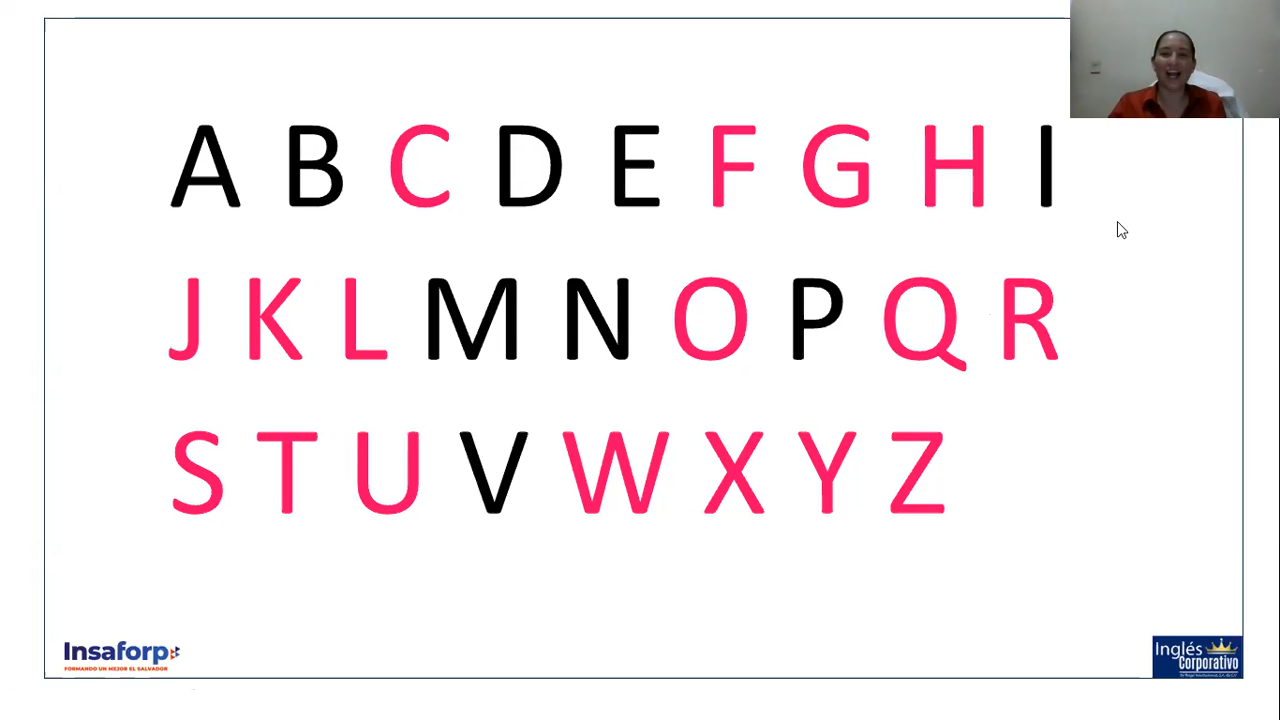 A B C D E F G H I
J K L M N O P Q R
S T U V W X Y Z
Insaforp
FORMANDO UN MEJOR EL SALVADOR
Inglés
Corporativo